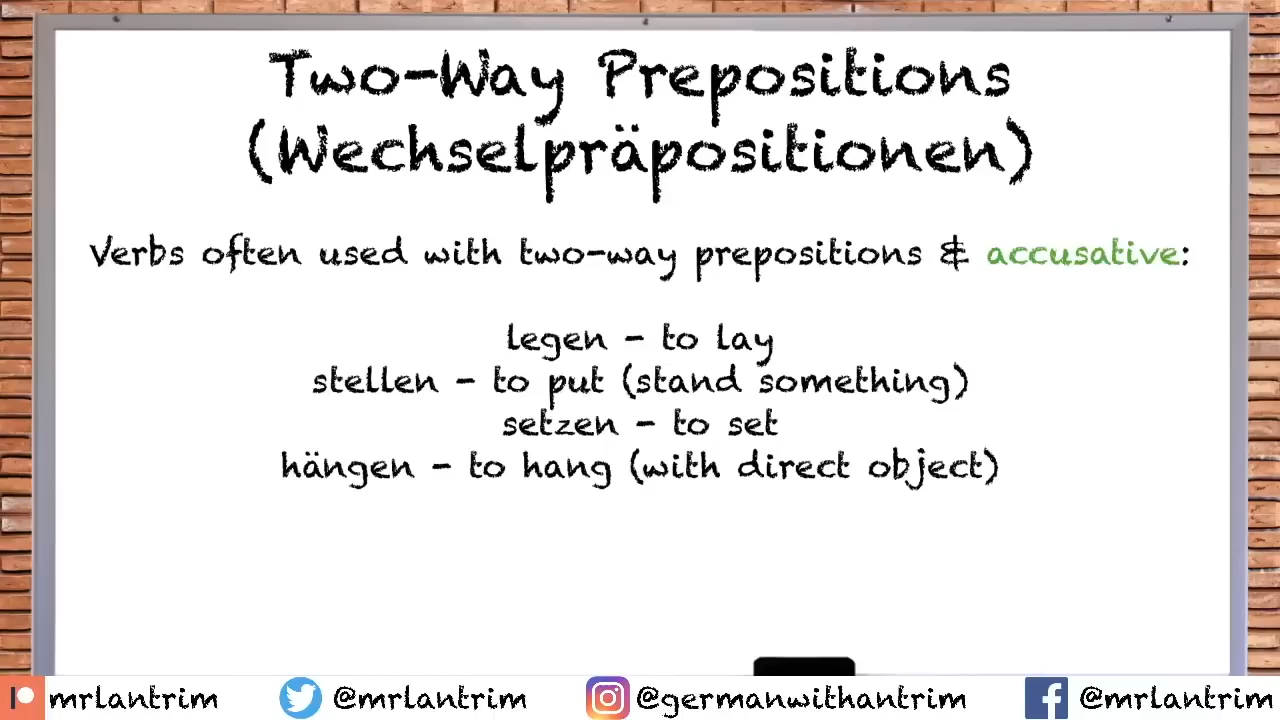 Two-Way Prepositions
(Wechselpräpositionen)
Verbs often used with two-way prepositions & accusative:
legen - to lay
stellen - to put (stand something)
setzen - to set
hängen - to hang (with direct object)
mrlantrim @mrlantrim @germanwithantrim @mrlantrim